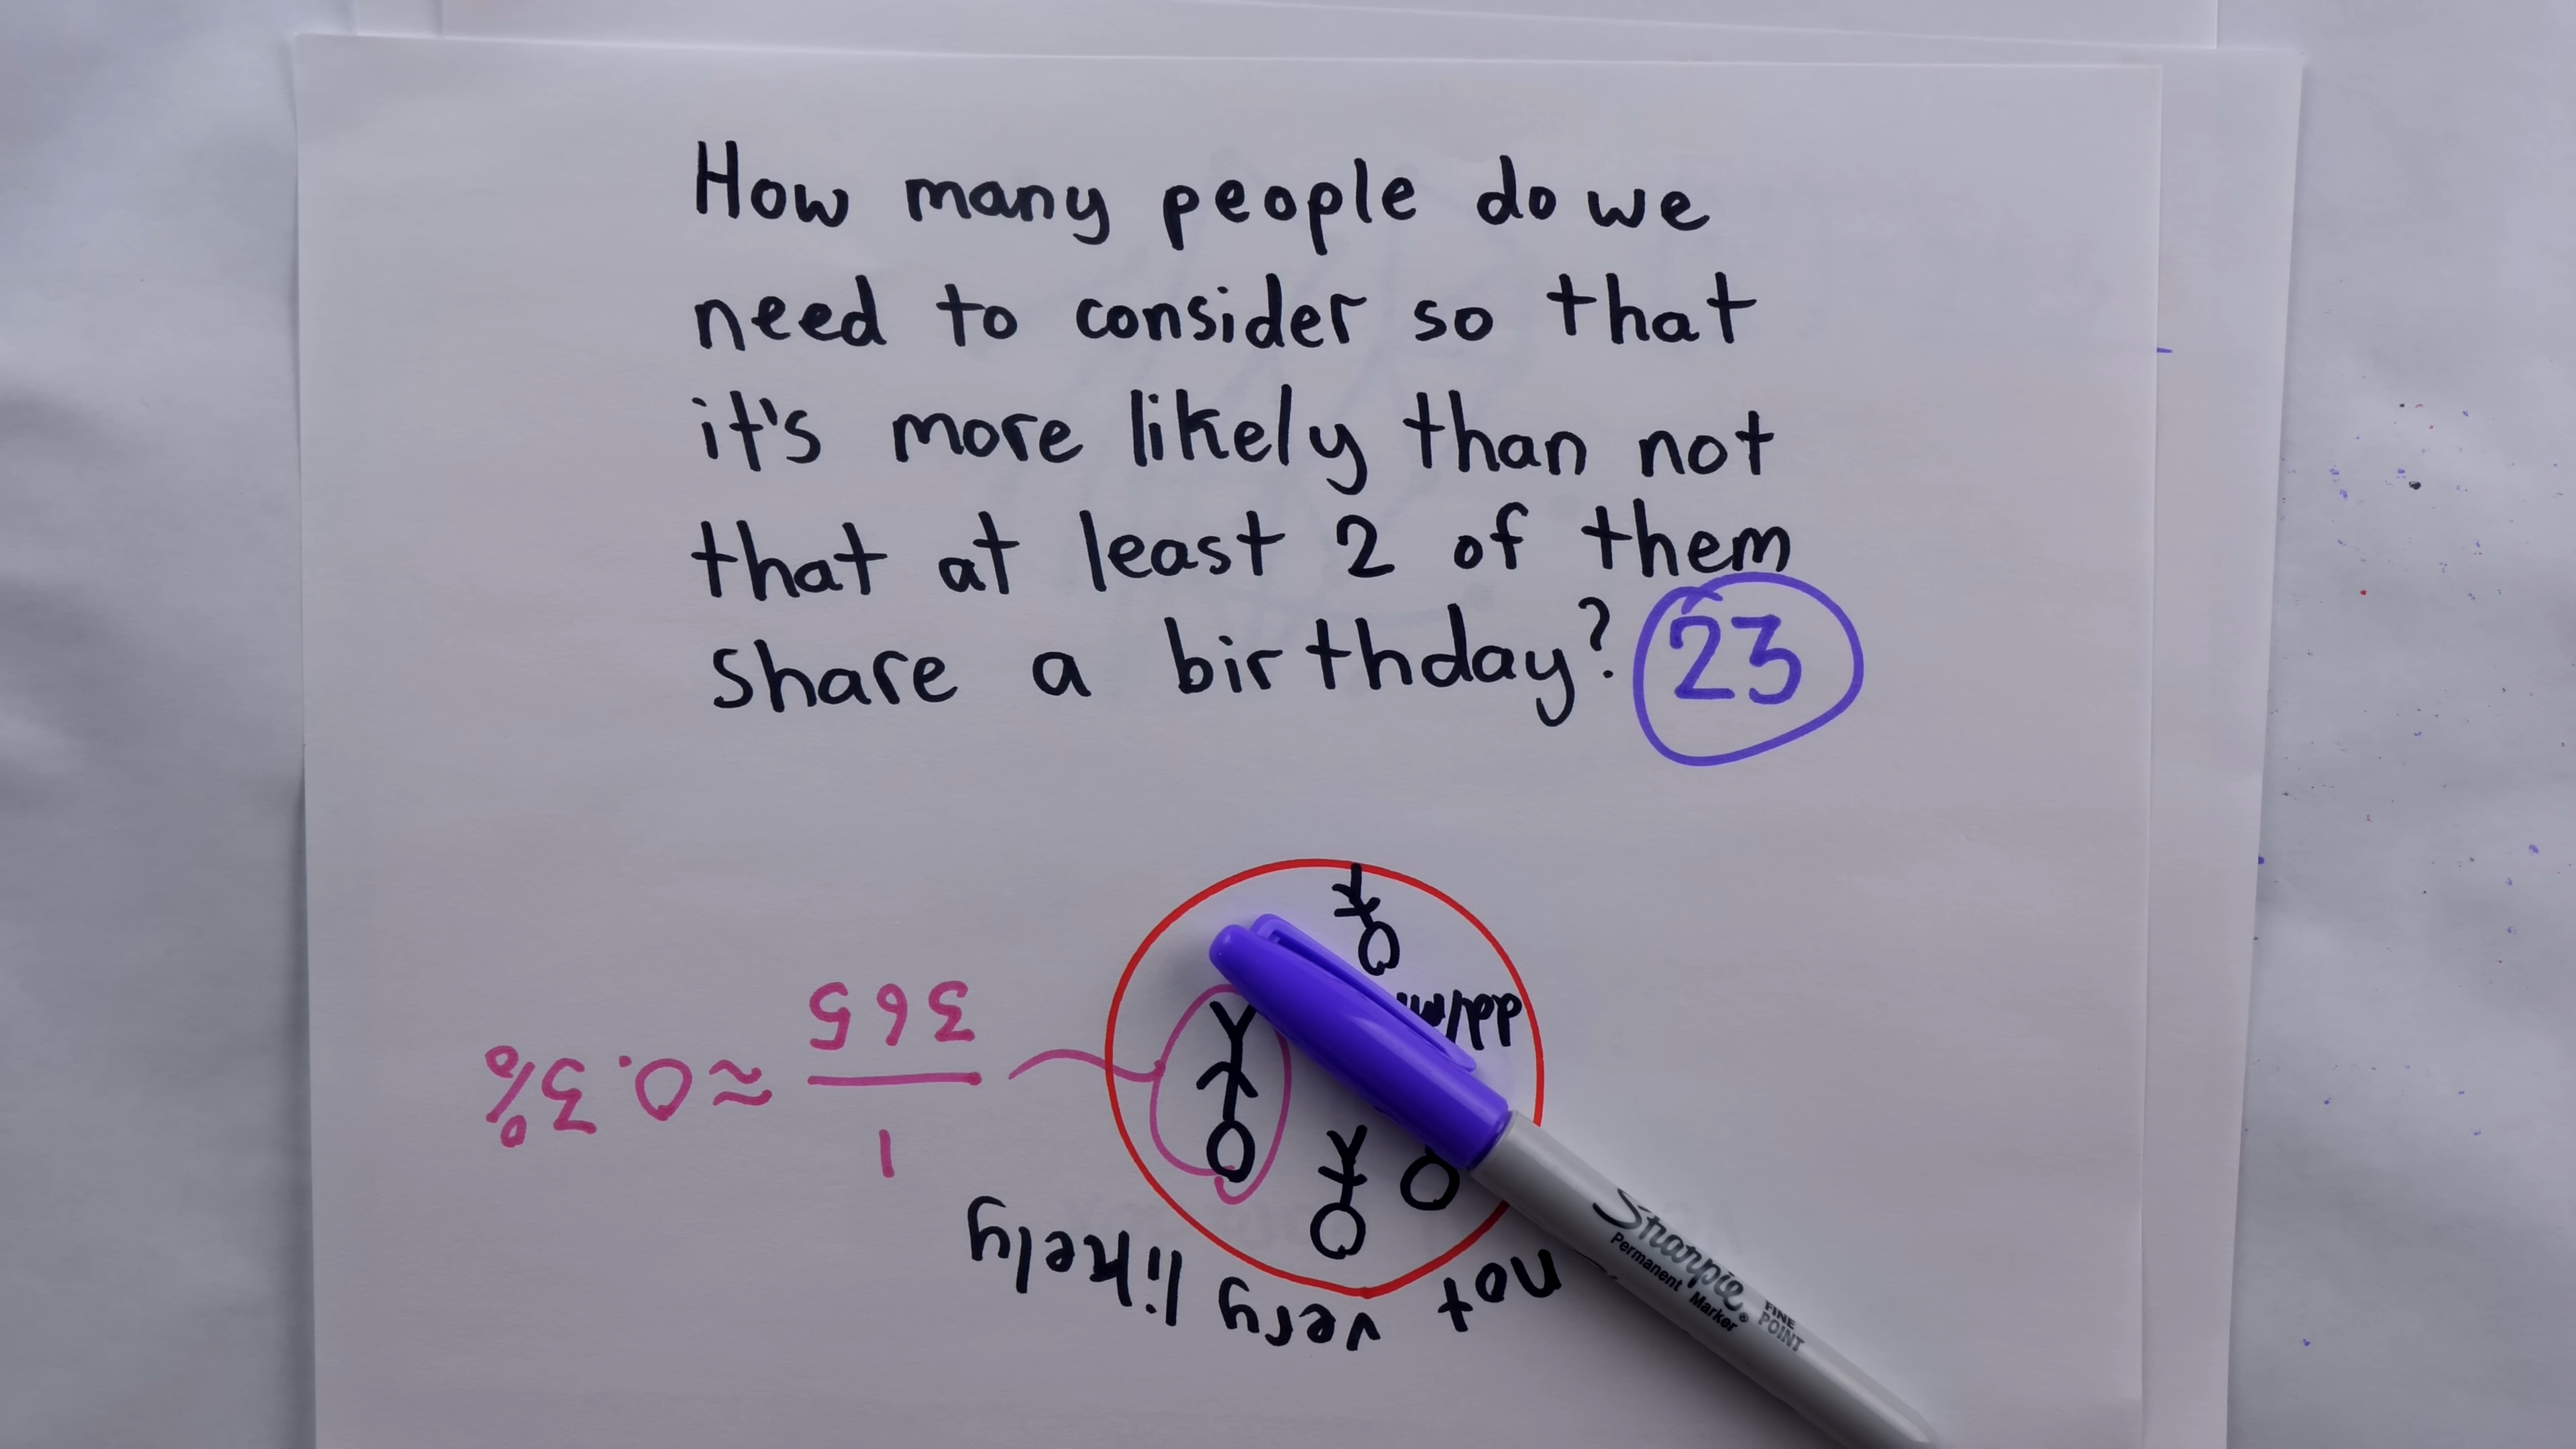 How many people do we
need to consider so that
it's more likely than not
that at least 2 of them
share a birthday? 23
not very likely
1
365
≈ 0.3%
Sharpie®
Permanent Marker
FINE
POINT